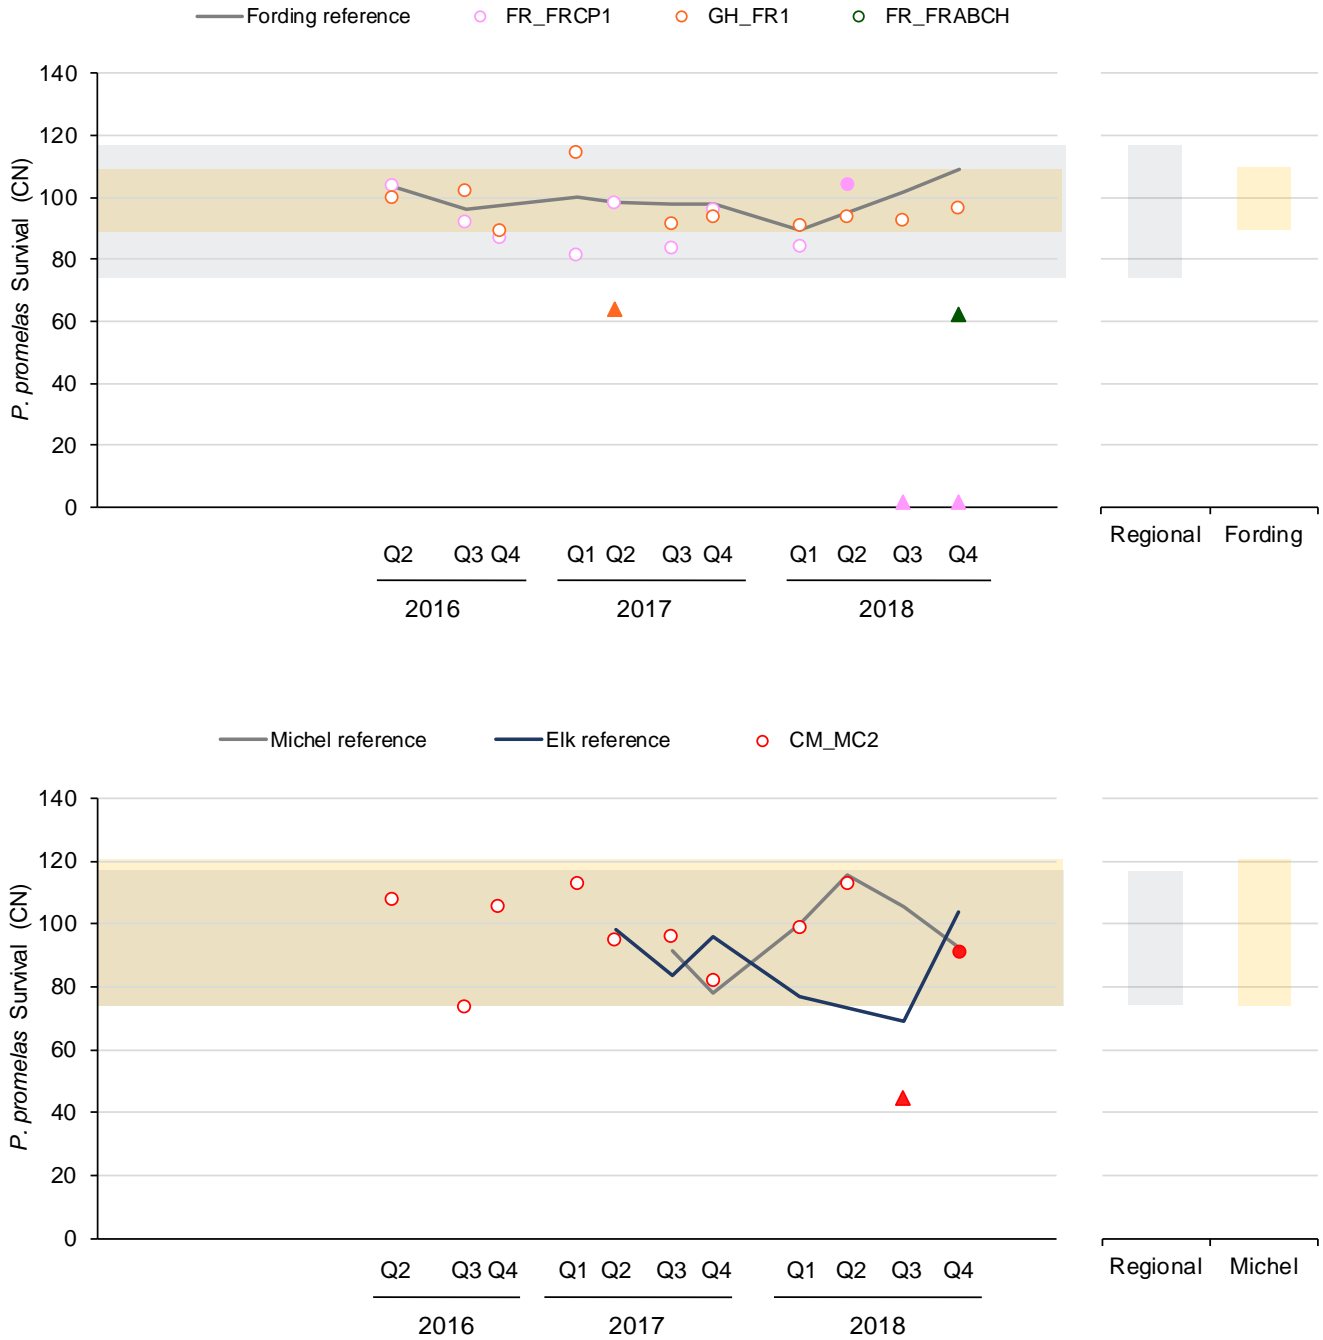 Fording reference FR_FRCP1 GH_FR1 FR_FRABCH
P. promelas Survival (CN)
140
120
100
80
60
40
20
0
Q2 Q3 Q4 Q1 Q2 Q3 Q4 Q1 Q2 Q3 Q4
2016 2017 2018
Regional Fording
Michel reference Elk reference CM_MC2
P. promelas Survival (CN)
140
120
100
80
60
40
20
0
Q2 Q3 Q4 Q1 Q2 Q3 Q4 Q1 Q2 Q3 Q4
2016 2017 2018
Regional Michel